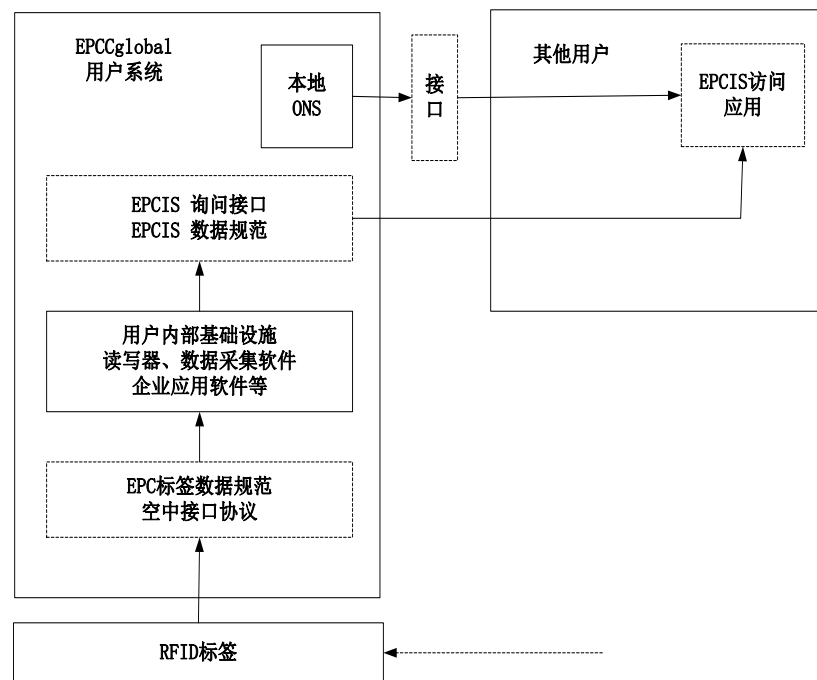 EPCCglobal
用户系统
本地
ONS
接
口
其他用户
EPCIS访问
应用
EPCIS 询问接口
EPCIS 数据规范
用户内部基础设施
读写器、数据采集软件
企业应用软件等
EPC标签数据规范
空中接口协议
RFID标签